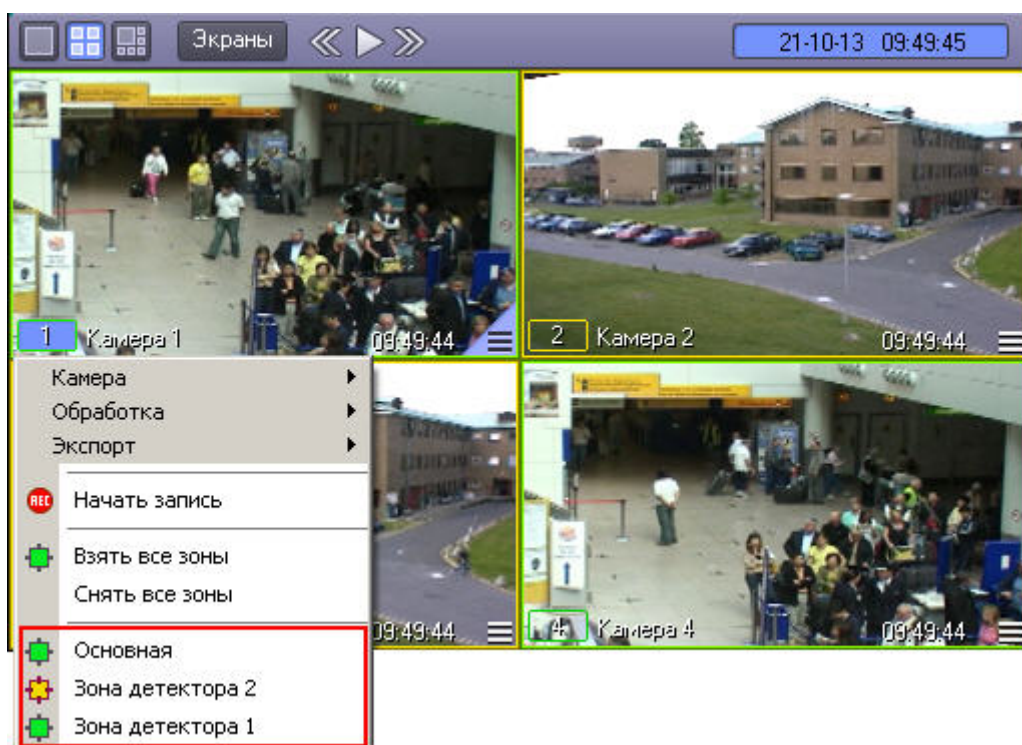 Экраны
21-10-13 09:49:45
1 Камера 1 09:49:44
2 Камера 2 09:49:44
Камера
Обработка
Экспорт
REC Начать запись
Взять все зоны
Снять все зоны
09:49:44
4 Камера 4 09:49:44
Основная
Зона детектора 2
Зона детектора 1